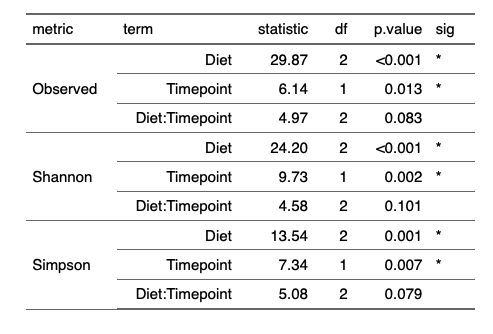 metric term statistic df p.value sig
Diet 29.87 2 <0.001 *
Observed Timepoint 6.14 1 0.013 *
Diet:Timepoint 4.97 2 0.083
Diet 24.20 2 <0.001 *
Shannon Timepoint 9.73 1 0.002 *
Diet:Timepoint 4.58 2 0.101
Diet 13.54 2 0.001 *
Simpson Timepoint 7.34 1 0.007 *
Diet:Timepoint 5.08 2 0.079